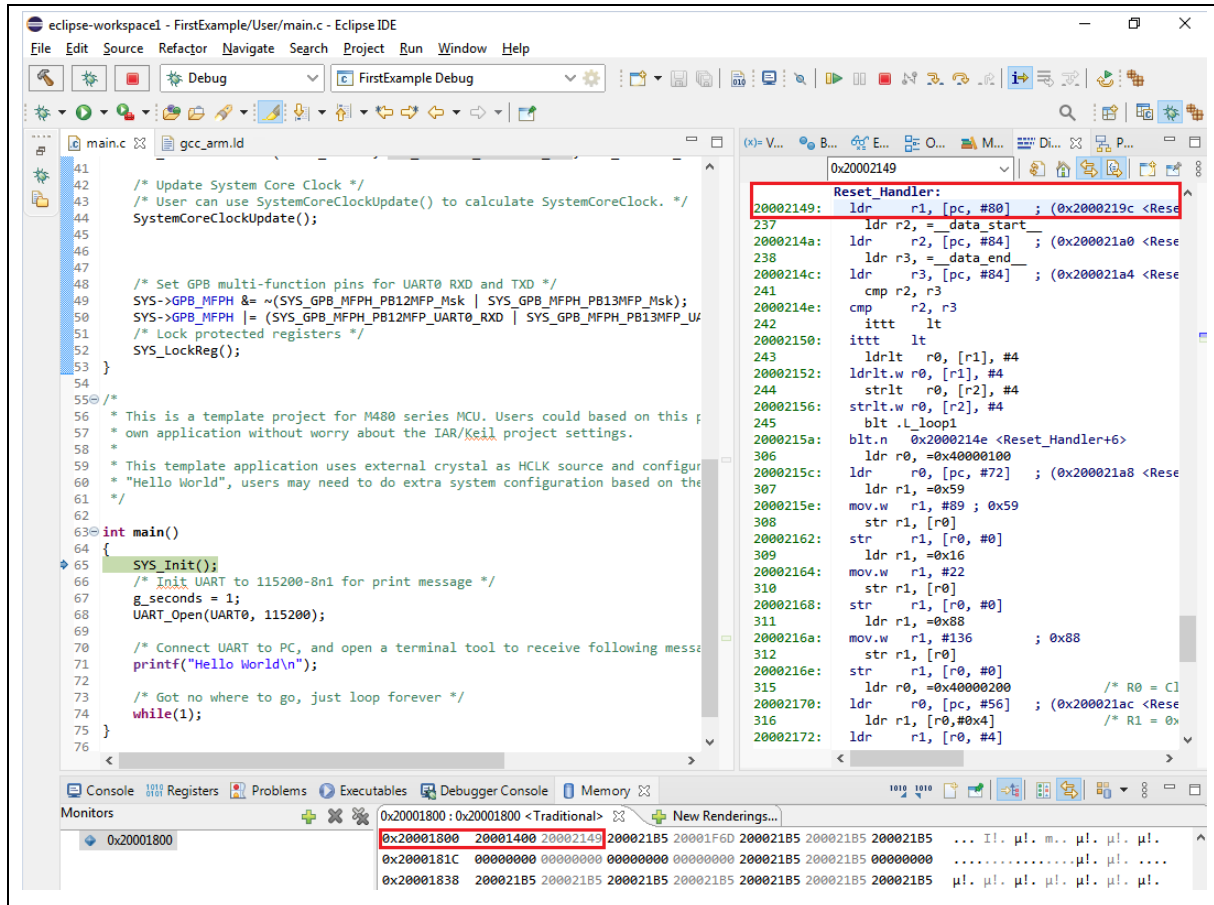 eclipse-workspace1 - FirstExample/User/main.c - Eclipse IDE
File Edit Source Refactor Navigate Search Project Run Window Help
Debug
FirstExample Debug
main.c
gcc_arm.ld
41
42 /* Update System Core Clock */
43 /* User can use SystemCoreClockUpdate() to calculate SystemCoreClock. */
44 SystemCoreClockUpdate();
45
46
47
48 /* Set GPB multi-function pins for UART0 RXD and TXD */
49 SYS->GPB_MFPH &= ~(SYS_GPB_MFPH_PB12MFP_Msk | SYS_GPB_MFPH_PB13MFP_Msk);
50 SYS->GPB_MFPH |= (SYS_GPB_MFPH_PB12MFP_UART0_RXD | SYS_GPB_MFPH_PB13MFP_UA
51 /* Lock protected registers */
52 SYS_LockReg();
53 }
54
55 /*
56 * This is a template project for M480 series MCU. Users could based on this p
57 * own application without worry about the IAR/Keil project settings.
58 *
59 * This template application uses external crystal as HCLK source and configur
60 * "Hello World", users may need to do extra system configuration based on the
61 */
62
63 int main()
64 {
65 SYS_Init();
66 /* Init UART to 115200-8n1 for print message */
67 g_seconds = 1;
68 UART_Open(UART0, 115200);
69
70 /* Connect UART to PC, and open a terminal tool to receive following messa
71 printf("Hello World\n");
72
73 /* Got no where to go, just loop forever */
74 while(1);
75 }
76
(x)= V... B... E... O... M... Di... P...
0x20002149
Reset_Handler:
20002149: ldr r1, [pc, #80] ; (0x2000219c <Rese
237 ldr r2, =__data_start__
2000214a: ldr r2, [pc, #84] ; (0x200021a0 <Rese
238 ldr r3, =__data_end__
2000214c: ldr r3, [pc, #84] ; (0x200021a4 <Rese
241 cmp r2, r3
2000214e: cmp r2, r3
242 ittt lt
20002150: ittt lt
243 ldrlt r0, [r1], #4
20002152: ldrlt.w r0, [r1], #4
244 strlt r0, [r2], #4
20002156: strlt.w r0, [r2], #4
245 blt .L_loop1
2000215a: blt.n 0x2000214e <Reset_Handler+6>
306 ldr r0, =0x40000100
2000215c: ldr r0, [pc, #72] ; (0x200021a8 <Rese
307 ldr r1, =0x59
2000215e: mov.w r1, #89 ; 0x59
308 str r1, [r0]
20002162: str r1, [r0, #0]
309 ldr r1, =0x16
20002164: mov.w r1, #22
310 str r1, [r0]
20002168: str r1, [r0, #0]
311 ldr r1, =0x88
2000216a: mov.w r1, #136 ; 0x88
312 str r1, [r0]
2000216e: str r1, [r0, #0]
315 ldr r0, =0x40000200 /* R0 = Cl
20002170: ldr r0, [pc, #56] ; (0x200021ac <Rese
316 ldr r1, [r0,#0x4] /* R1 = 0x
20002172: ldr r1, [r0, #4]
Console Registers Problems Executables Debugger Console Memory
Monitors
0x20001800 : 0x20001800 <Traditional> New Renderings...
0x20001800
0x20001800 20001400 20002149 200021B5 20001F6D 200021B5 200021B5 200021B5 ... I!. µ!. m.. µ!. µ!. µ!.
0x2000181C 00000000 00000000 00000000 00000000 200021B5 200021B5 00000000 ................µ!. µ!. ....
0x20001838 200021B5 200021B5 200021B5 200021B5 200021B5 200021B5 200021B5 µ!. µ!. µ!. µ!. µ!. µ!. µ!.